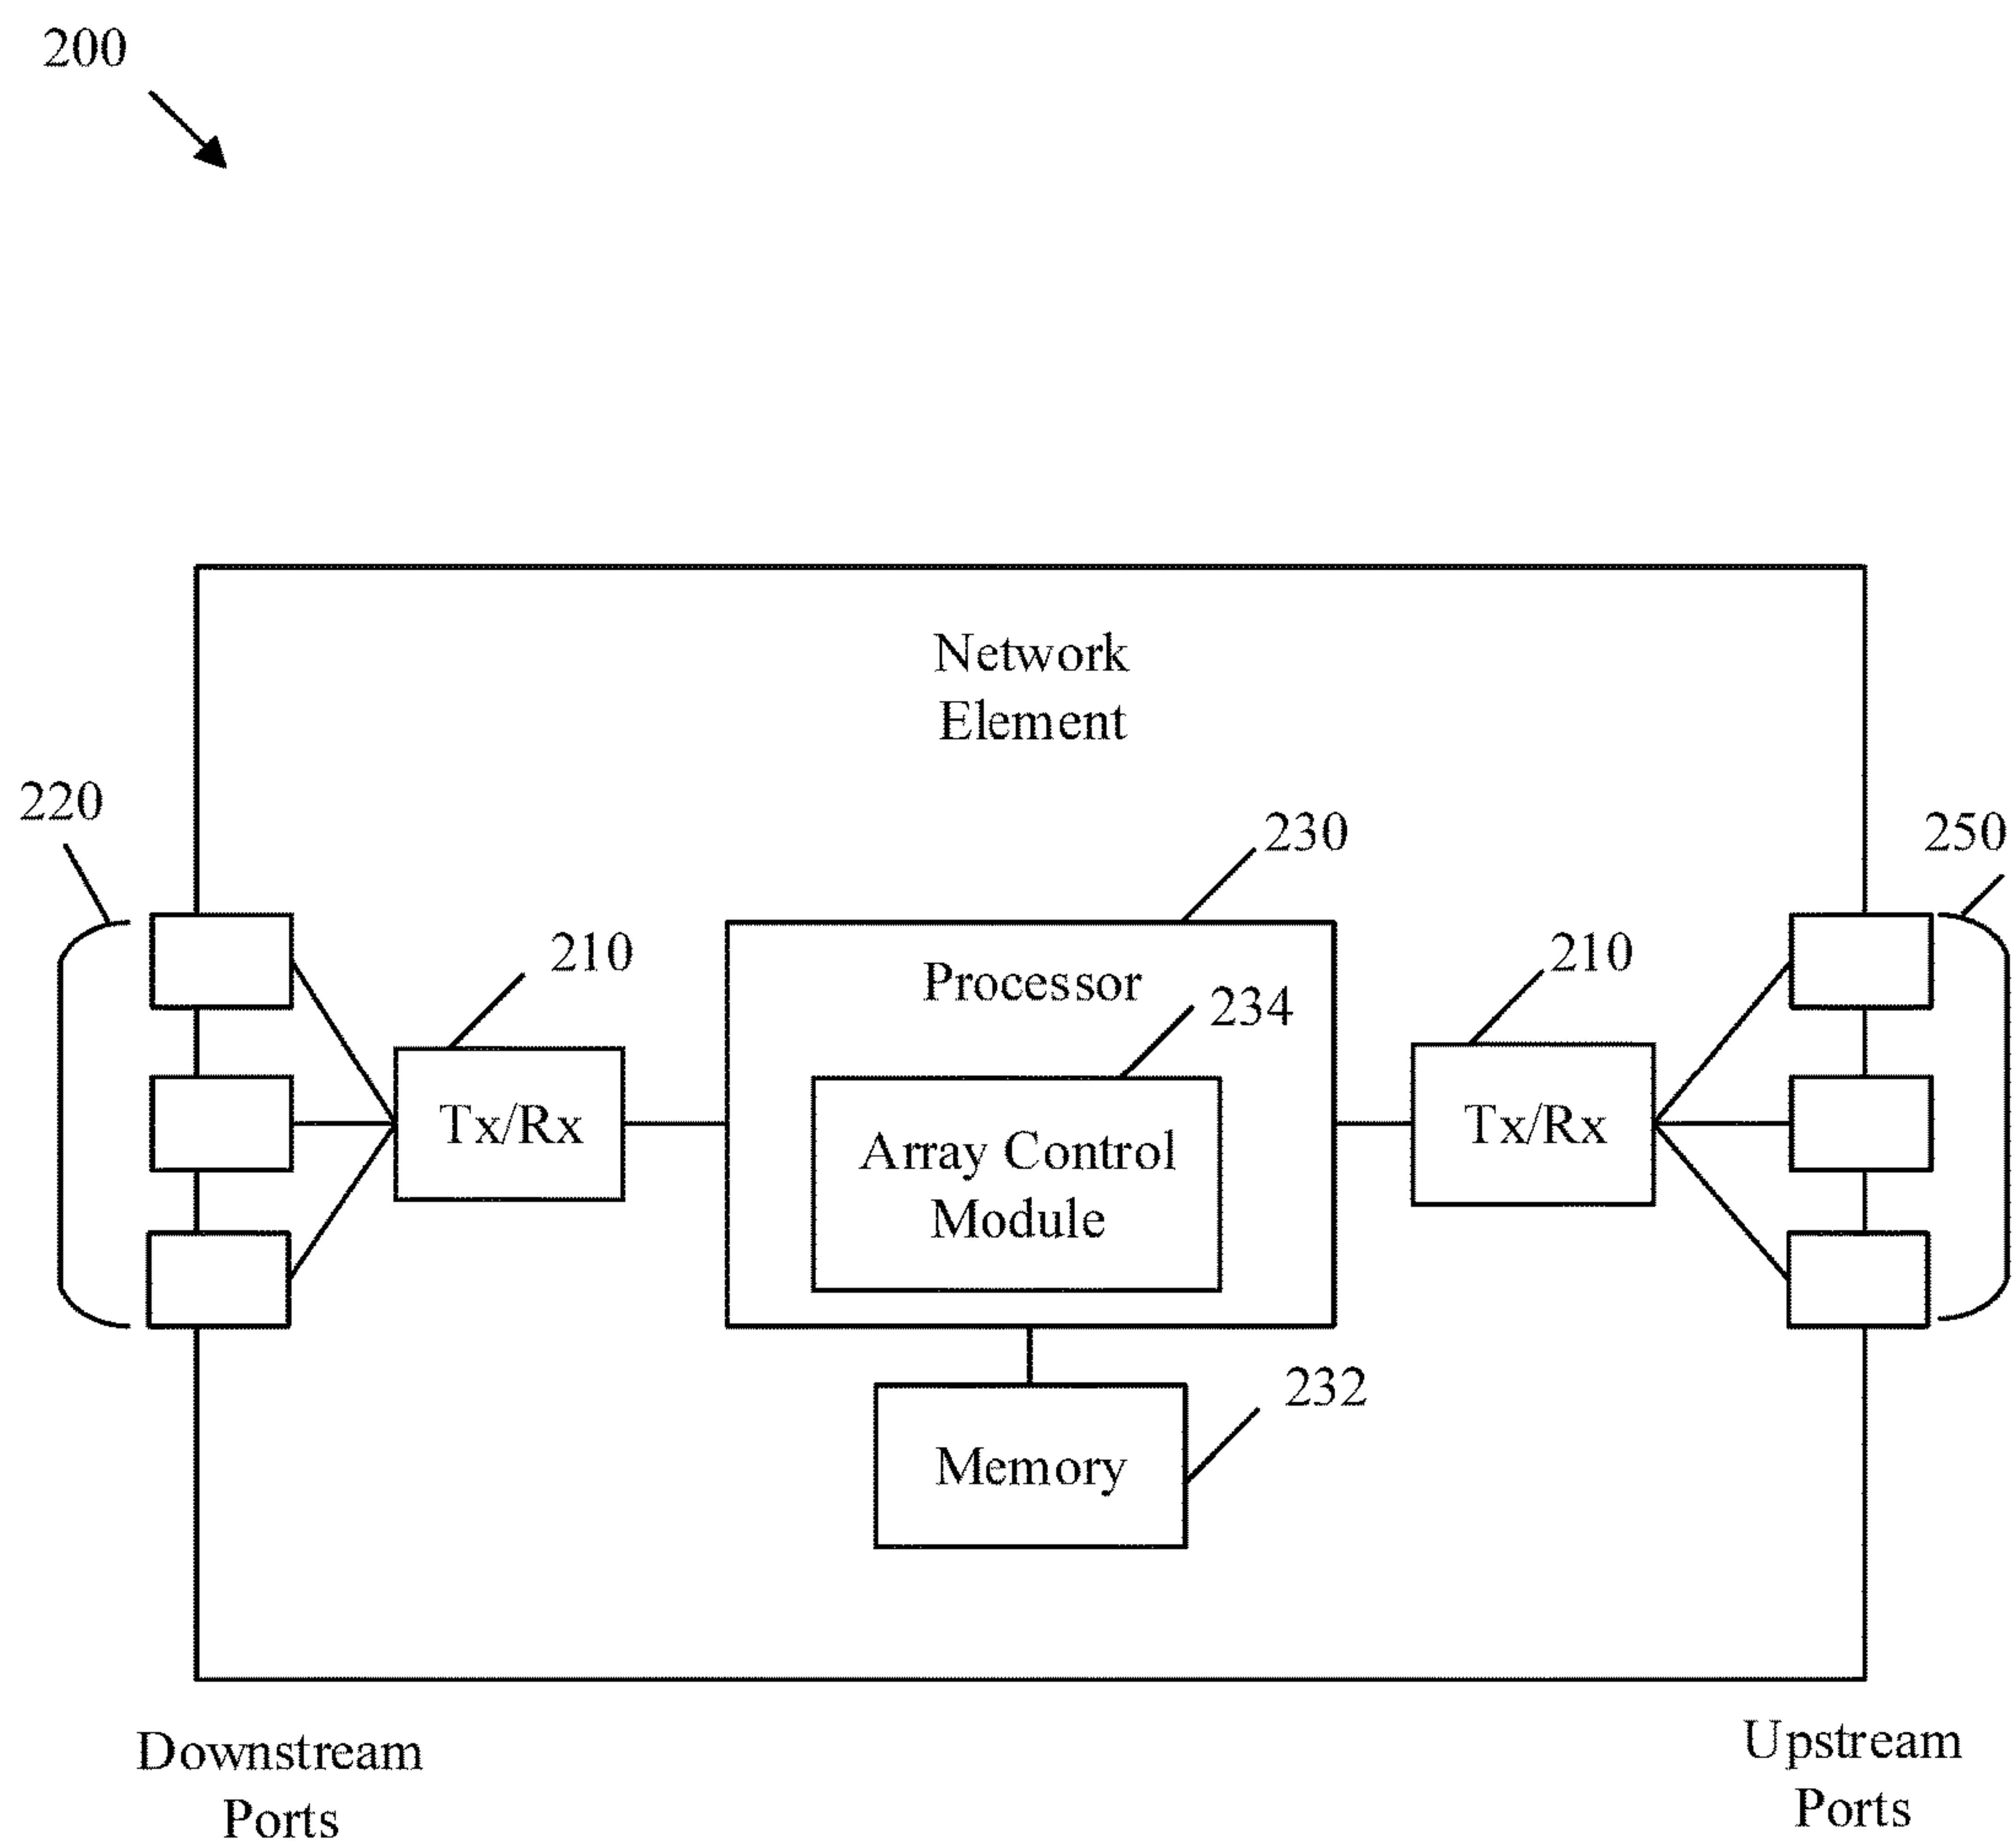 200
Network
Element
220
230
250
210
Processor
210
234
Tx/Rx
Array Control
Module
Tx/Rx
232
Memory
Downstream
Ports
Upstream
Ports